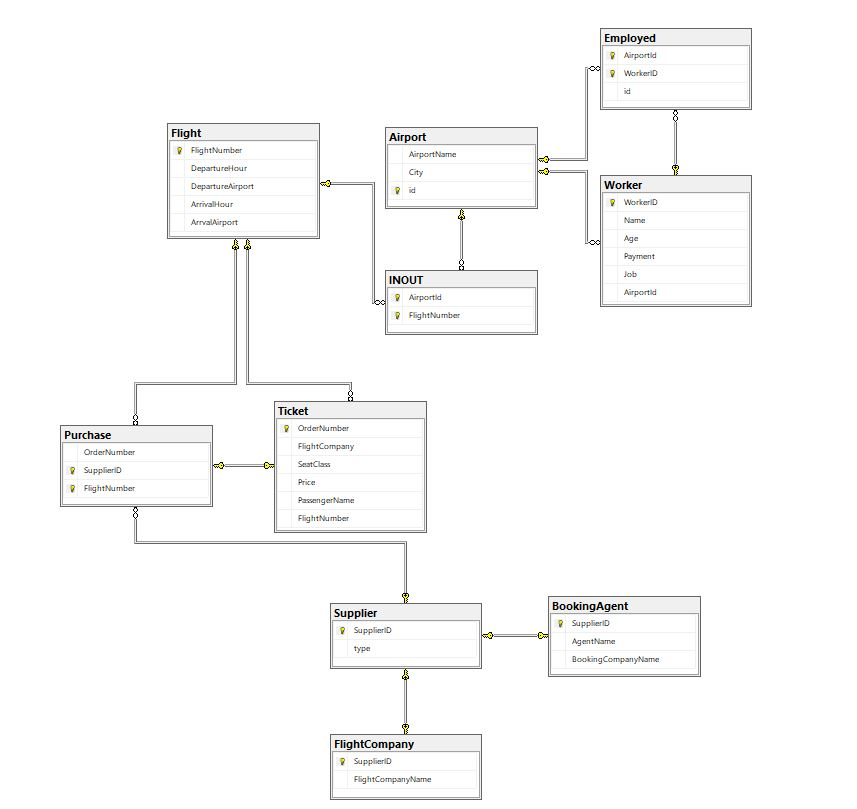 Employed
AirportId
WorkerID
id
Flight
FlightNumber
DepartureHour
DepartureAirport
ArrivalHour
ArrvalAirport
Airport
AirportName
City
id
Worker
WorkerID
Name
Age
Payment
Job
AirportId
INOUT
AirportId
FlightNumber
Ticket
OrderNumber
FlightCompany
SeatClass
Price
PassengerName
FlightNumber
Purchase
OrderNumber
SupplierID
FlightNumber
Supplier
SupplierID
type
BookingAgent
SupplierID
AgentName
BookingCompanyName
FlightCompany
SupplierID
FlightCompanyName